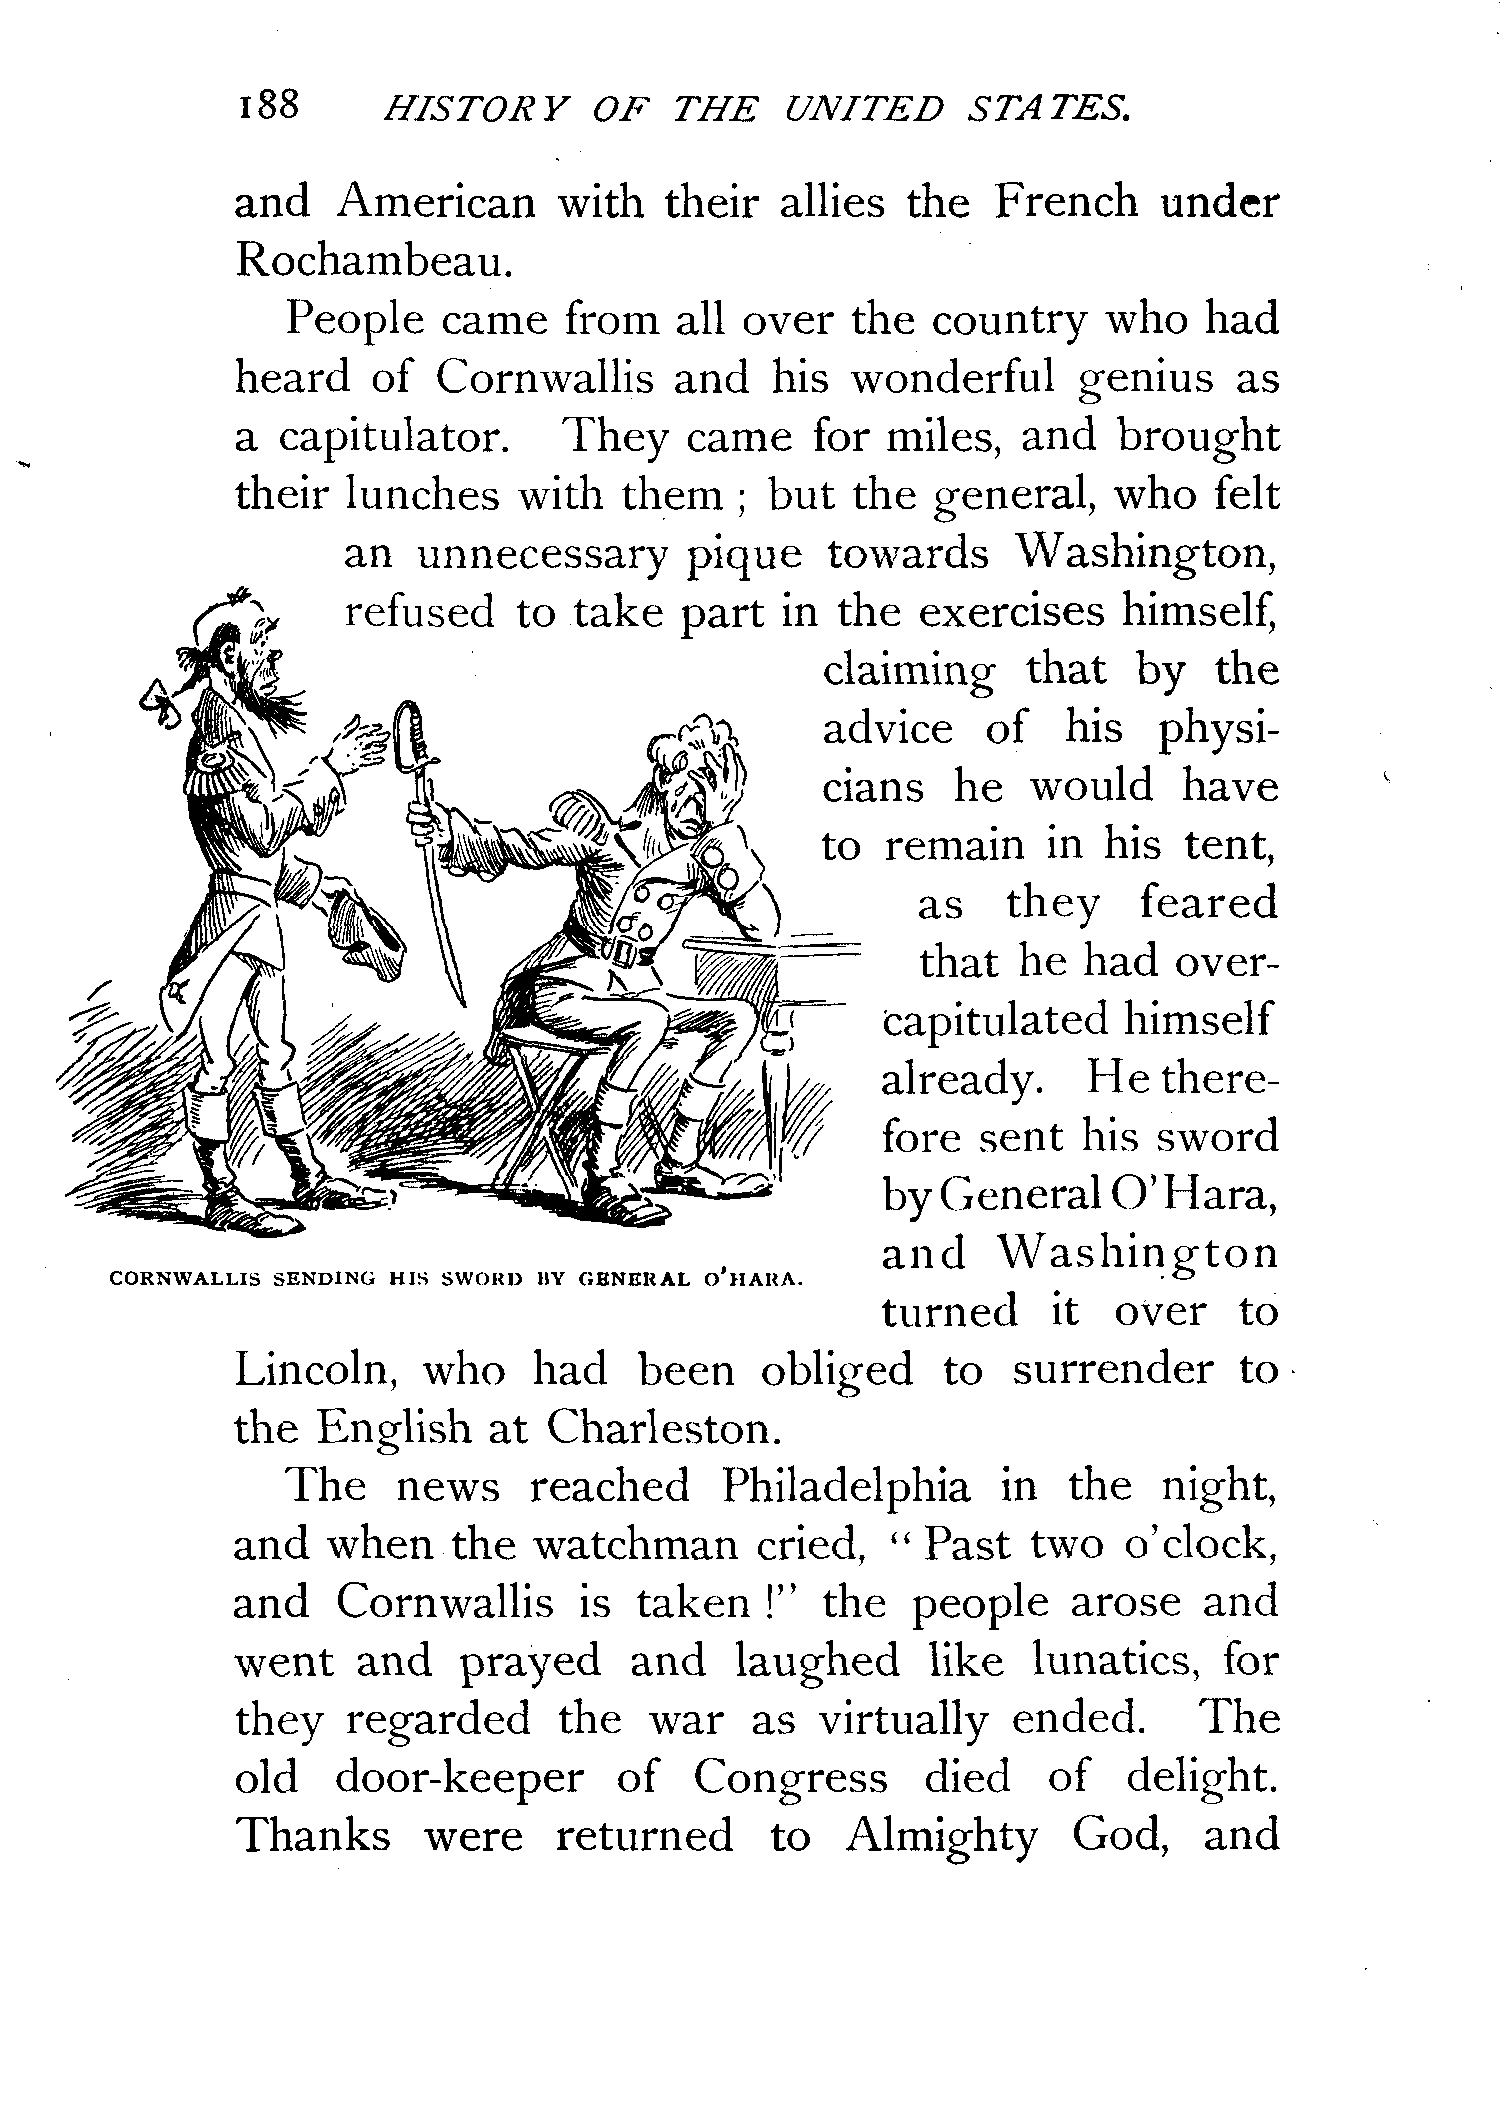 188 HISTORY OF THE UNITED STATES.
and American with their allies the French under
Rochambeau.
People came from all over the country who had
heard of Cornwallis and his wonderful genius as
a capitulator. They came for miles, and brought
their lunches with them ; but the general, who felt
an unnecessary pique towards Washington,
refused to take part in the exercises himself,
claiming that by the
advice of his physi-
cians he would have
to remain in his tent,
as they feared
that he had over-
capitulated himself
already. He there-
fore sent his sword
by General O'Hara,
and Washington
turned it over to
CORNWALLIS SENDING HIS SWORD BY GENERAL O'HARA.
Lincoln, who had been obliged to surrender to
the English at Charleston.
The news reached Philadelphia in the night,
and when the watchman cried, " Past two o'clock,
and Cornwallis is taken !" the people arose and
went and prayed and laughed like lunatics, for
they regarded the war as virtually ended. The
old door-keeper of Congress died of delight.
Thanks were returned to Almighty God, and